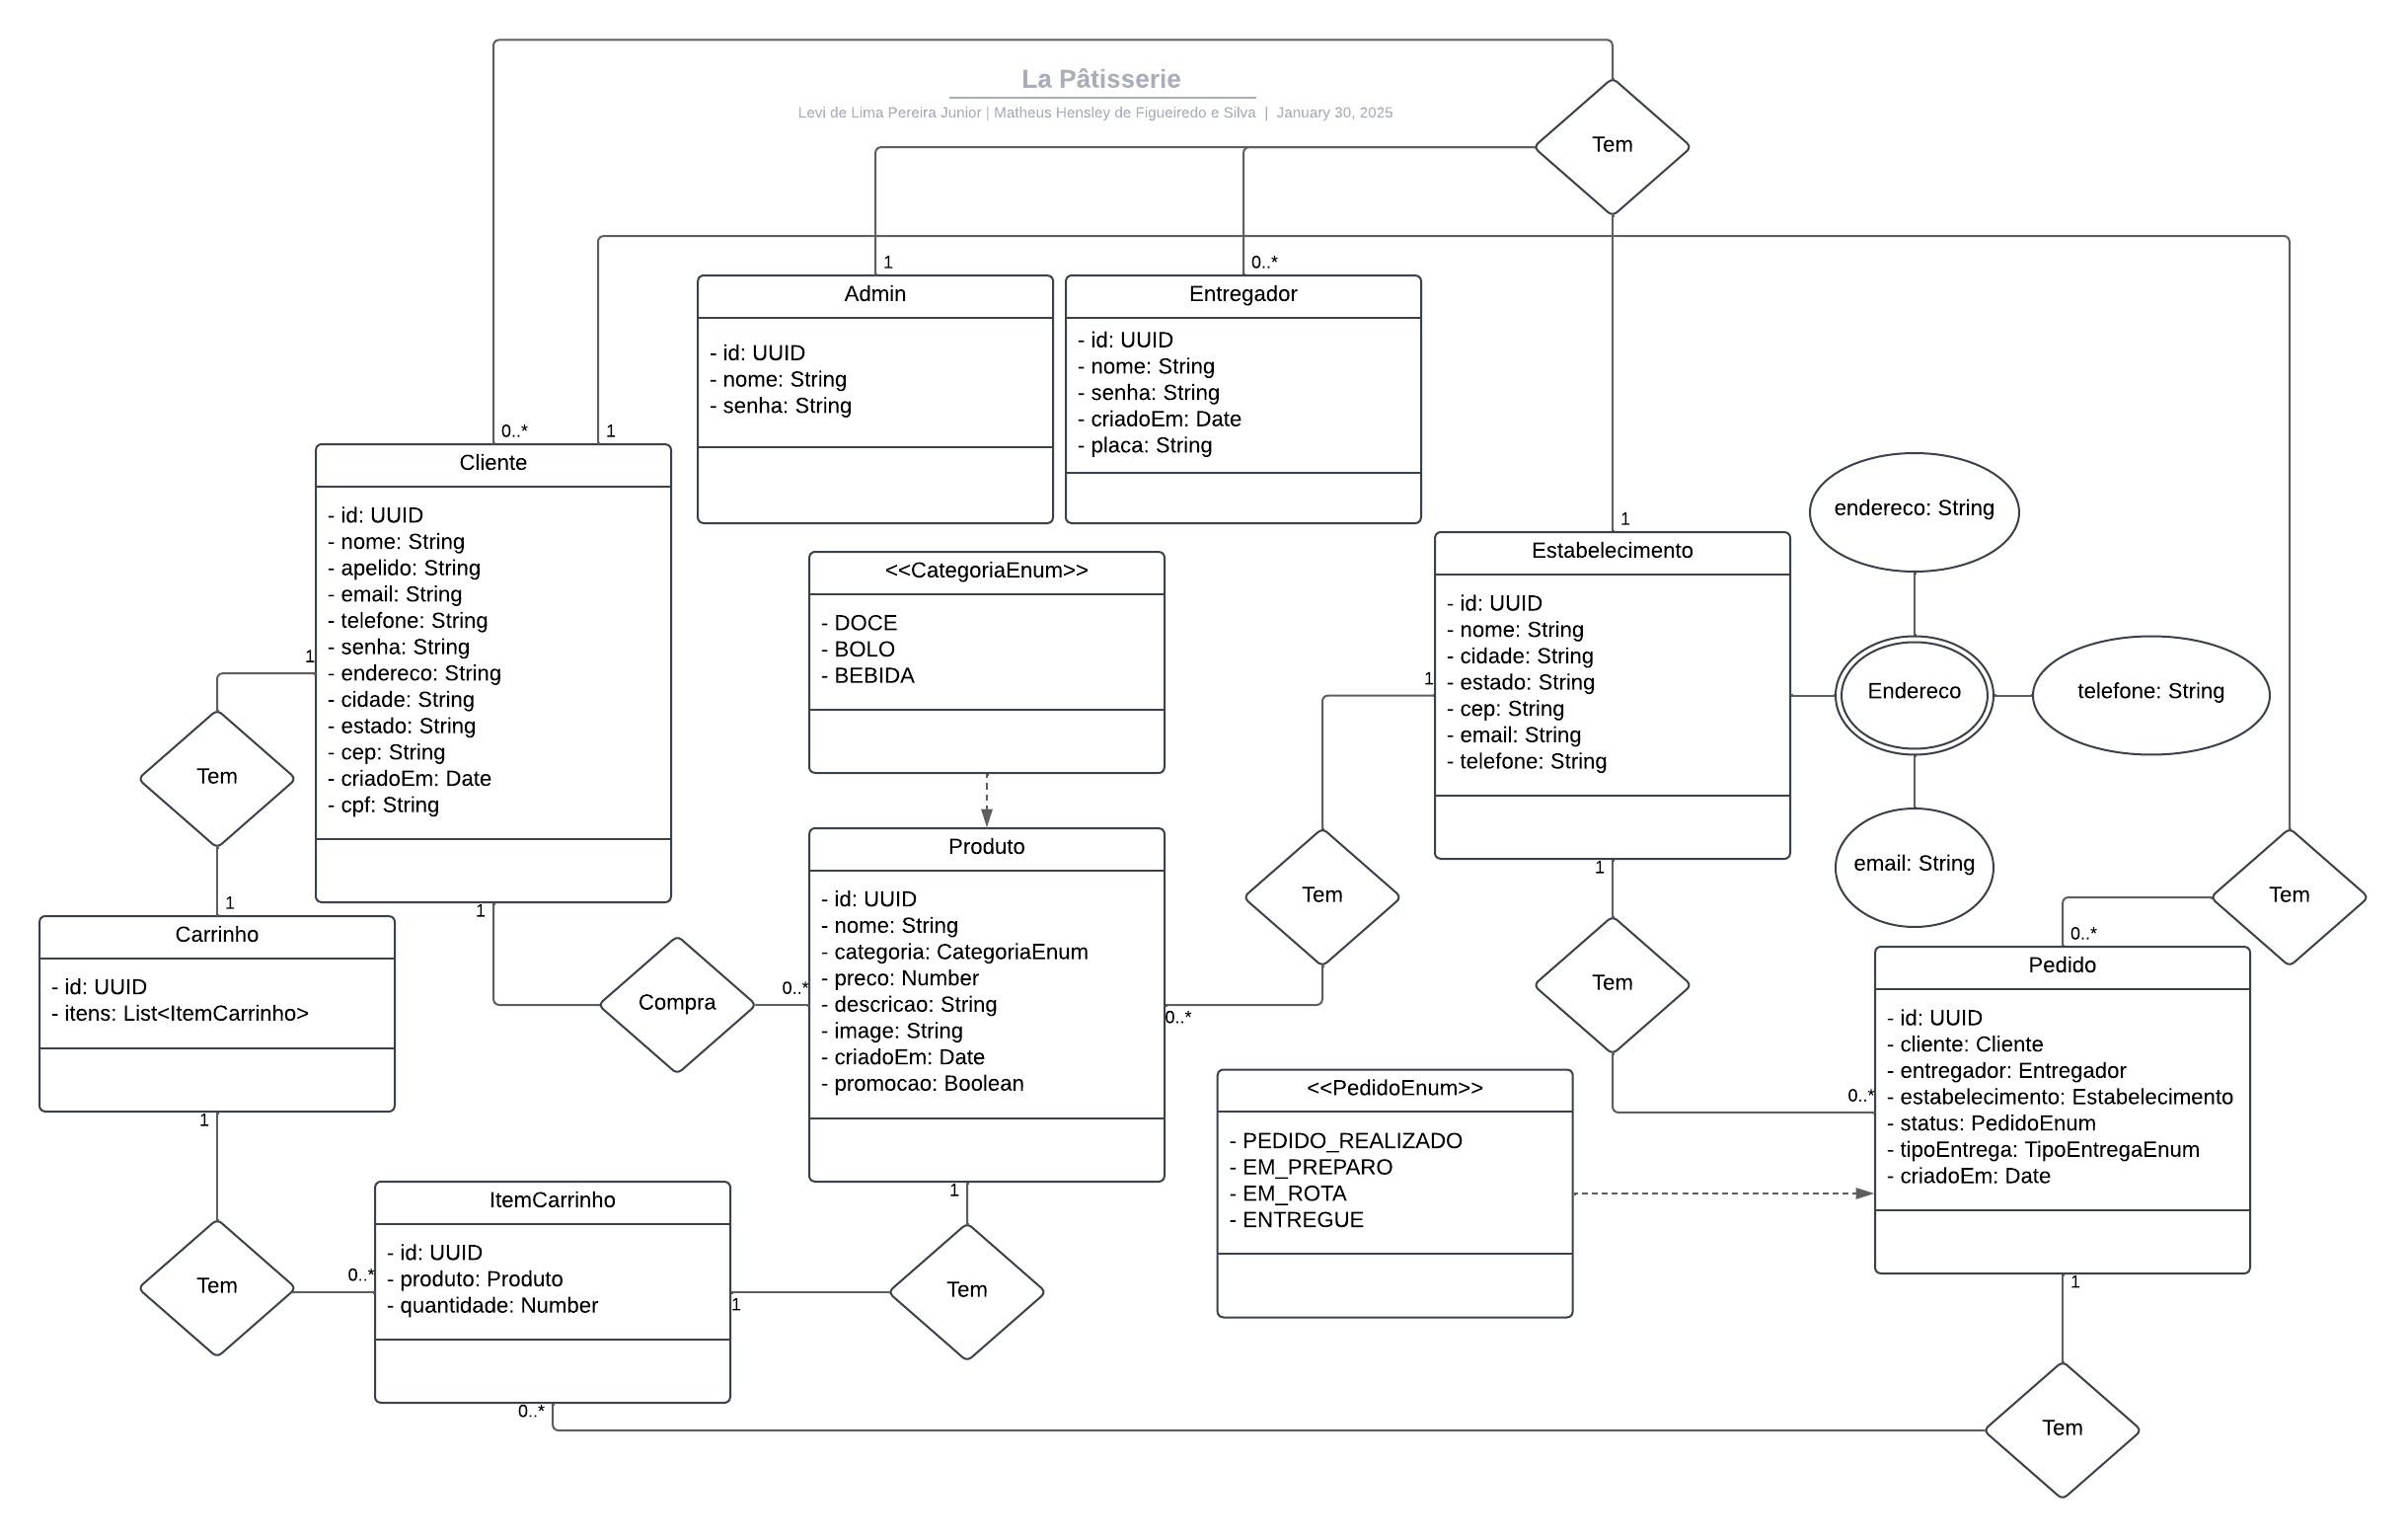 La Pâtisserie
Levi de Lima Pereira Junior | Matheus Hensley de Figueiredo e Silva | January 30, 2025
Tem
1
0..*
Admin
- id: UUID
- nome: String
- senha: String
Entregador
- id: UUID
- nome: String
- senha: String
- criadoEm: Date
- placa: String
0..*
1
Cliente
- id: UUID
- nome: String
- apelido: String
- email: String
- telefone: String
- senha: String
- endereco: String
- cidade: String
- estado: String
- cep: String
- criadoEm: Date
- cpf: String
<<CategoriaEnum>>
- DOCE
- BOLO
- BEBIDA
1
Estabelecimento
- id: UUID
- nome: String
- cidade: String
- estado: String
- cep: String
- email: String
- telefone: String
endereco: String
Endereco
telefone: String
email: String
1
Tem
1
1
Tem
1
Tem
0..*
Carrinho
- id: UUID
- itens: List<ItemCarrinho>
1
Compra
0..*
Produto
- id: UUID
- nome: String
- categoria: CategoriaEnum
- preco: Number
- descricao: String
- image: String
- criadoEm: Date
- promocao: Boolean
0..*
1
Tem
0..*
Pedido
- id: UUID
- cliente: Cliente
- entregador: Entregador
- estabelecimento: Estabelecimento
- status: PedidoEnum
- tipoEntrega: TipoEntregaEnum
- criadoEm: Date
<<PedidoEnum>>
- PEDIDO_REALIZADO
- EM_PREPARO
- EM_ROTA
- ENTREGUE
1
Tem
0..*
ItemCarrinho
- id: UUID
- produto: Produto
- quantidade: Number
1
Tem
1
0..*
1
Tem